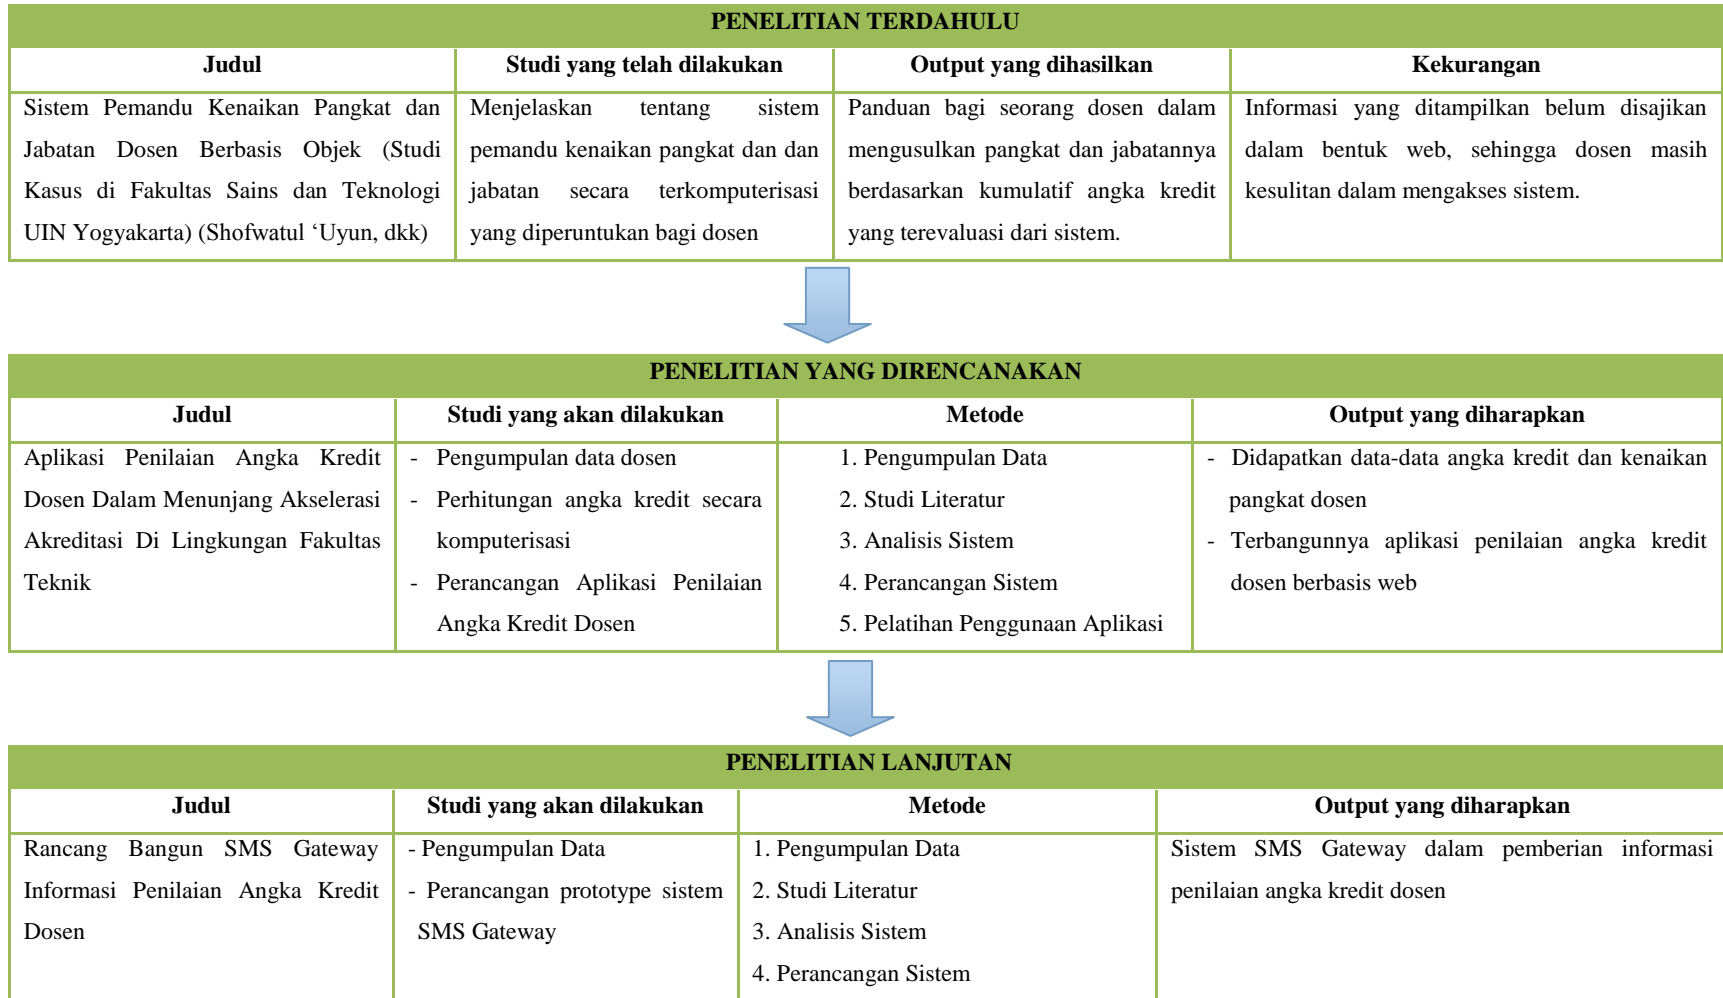 PENELITIAN TERDAHULU
Judul
Studi yang telah dilakukan
Output yang dihasilkan
Kekurangan
Sistem Pemandu Kenaikan Pangkat dan
Jabatan Dosen Berbasis Objek (Studi
Kasus di Fakultas Sains dan Teknologi
UIN Yogyakarta) (Shofwatul ‘Uyun, dkk)
Menjelaskan tentang sistem
pemandu kenaikan pangkat dan dan
jabatan secara terkomputerisasi
yang diperuntukan bagi dosen
Panduan bagi seorang dosen dalam
mengusulkan pangkat dan jabatannya
berdasarkan kumulatif angka kredit
yang terevaluasi dari sistem.
Informasi yang ditampilkan belum disajikan
dalam bentuk web, sehingga dosen masih
kesulitan dalam mengakses sistem.
PENELITIAN YANG DIRENCANAKAN
Judul
Studi yang akan dilakukan
Metode
Output yang diharapkan
Aplikasi Penilaian Angka Kredit
Dosen Dalam Menunjang Akselerasi
Akreditasi Di Lingkungan Fakultas
Teknik
- Pengumpulan data dosen
- Perhitungan angka kredit secara
komputerisasi
- Perancangan Aplikasi Penilaian
Angka Kredit Dosen
1. Pengumpulan Data
2. Studi Literatur
3. Analisis Sistem
4. Perancangan Sistem
5. Pelatihan Penggunaan Aplikasi
- Didapatkan data-data angka kredit dan kenaikan
pangkat dosen
- Terbangunnya aplikasi penilaian angka kredit
dosen berbasis web
PENELITIAN LANJUTAN
Judul
Studi yang akan dilakukan
Metode
Output yang diharapkan
Rancang Bangun SMS Gateway
Informasi Penilaian Angka Kredit
Dosen
- Pengumpulan Data
- Perancangan prototype sistem
SMS Gateway
1. Pengumpulan Data
2. Studi Literatur
3. Analisis Sistem
4. Perancangan Sistem
Sistem SMS Gateway dalam pemberian informasi
penilaian angka kredit dosen